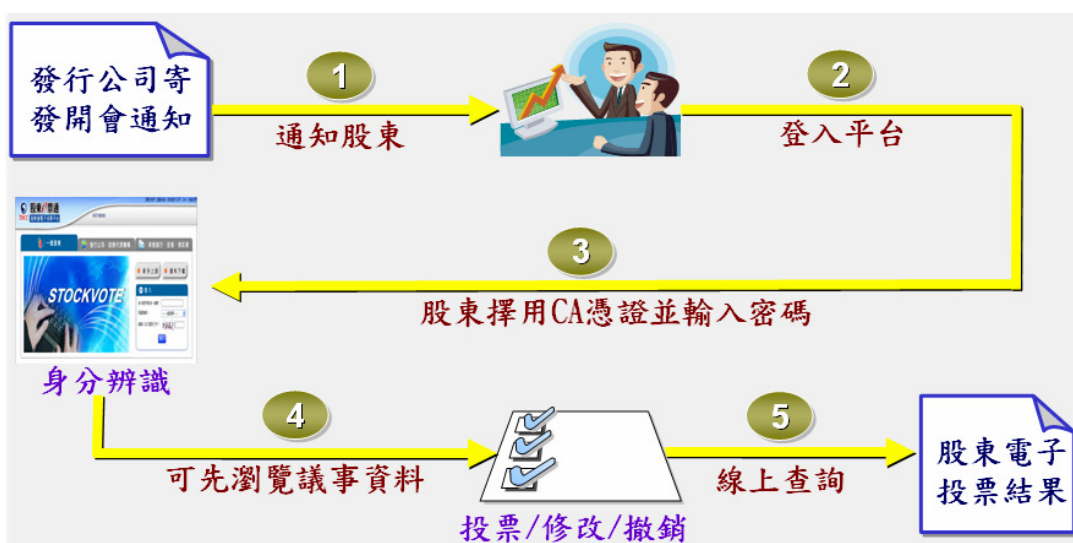 發行公司寄
發開會通知
1
通知股東
2
登入平台
3
股東擇用CA憑證並輸入密碼
STOCKVOTE
身分辨識
4
可先瀏覽議事資料
投票/修改/撤銷
5
線上查詢
股東電子
投票結果